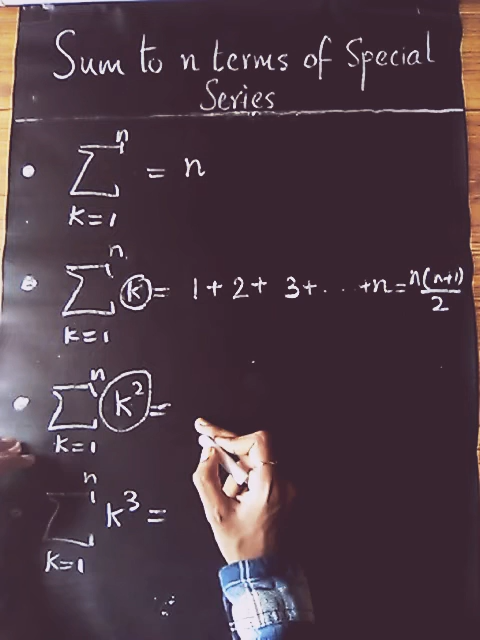 Sum to n terms of Special
Series
• n∑k=1 = n
• n∑k=1 k = 1+2+ 3+...+n = n(n+1)/2
• n∑k=1 k² =
n∑k=1 k³ =